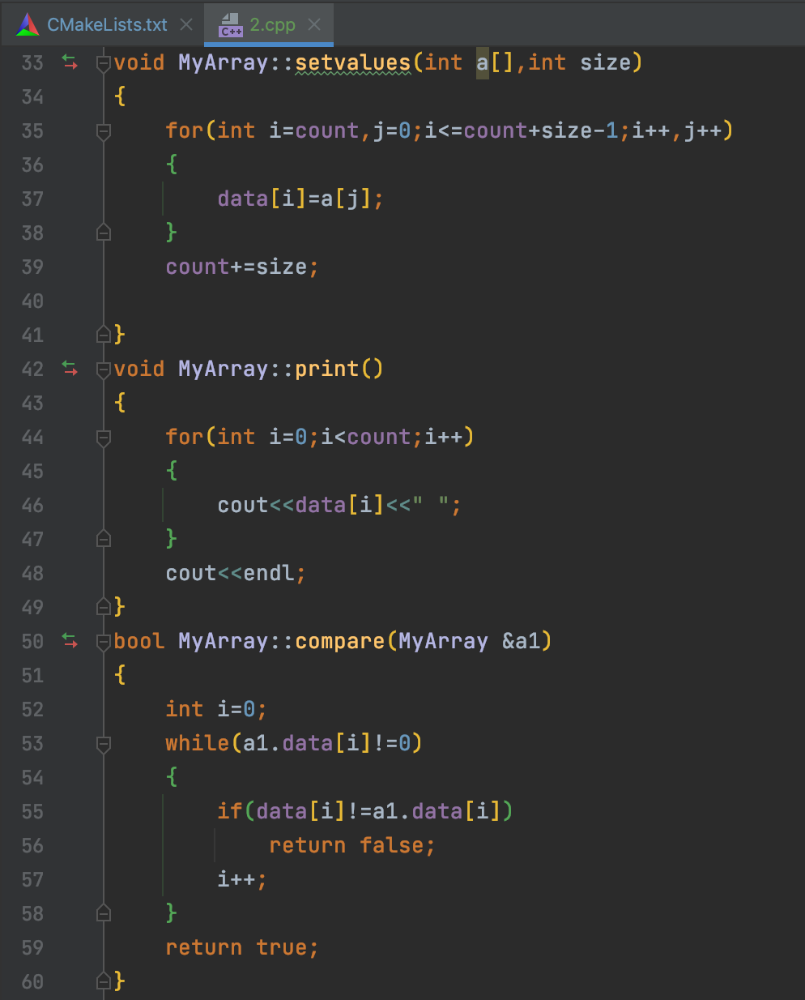 CMakeLists.txt 2.cpp
33 void MyArray::setvalues(int a[],int size)
34 {
35     for(int i=count,j=0;i<=count+size-1;i++,j++)
36     {
37         data[i]=a[j];
38     }
39     count+=size;
40
41 }
42 void MyArray::print()
43 {
44     for(int i=0;i<count;i++)
45     {
46         cout<<data[i]<<" ";
47     }
48     cout<<endl;
49 }
50 bool MyArray::compare(MyArray &a1)
51 {
52     int i=0;
53     while(a1.data[i]!=0)
54     {
55         if(data[i]!=a1.data[i])
56             return false;
57         i++;
58     }
59     return true;
60 }